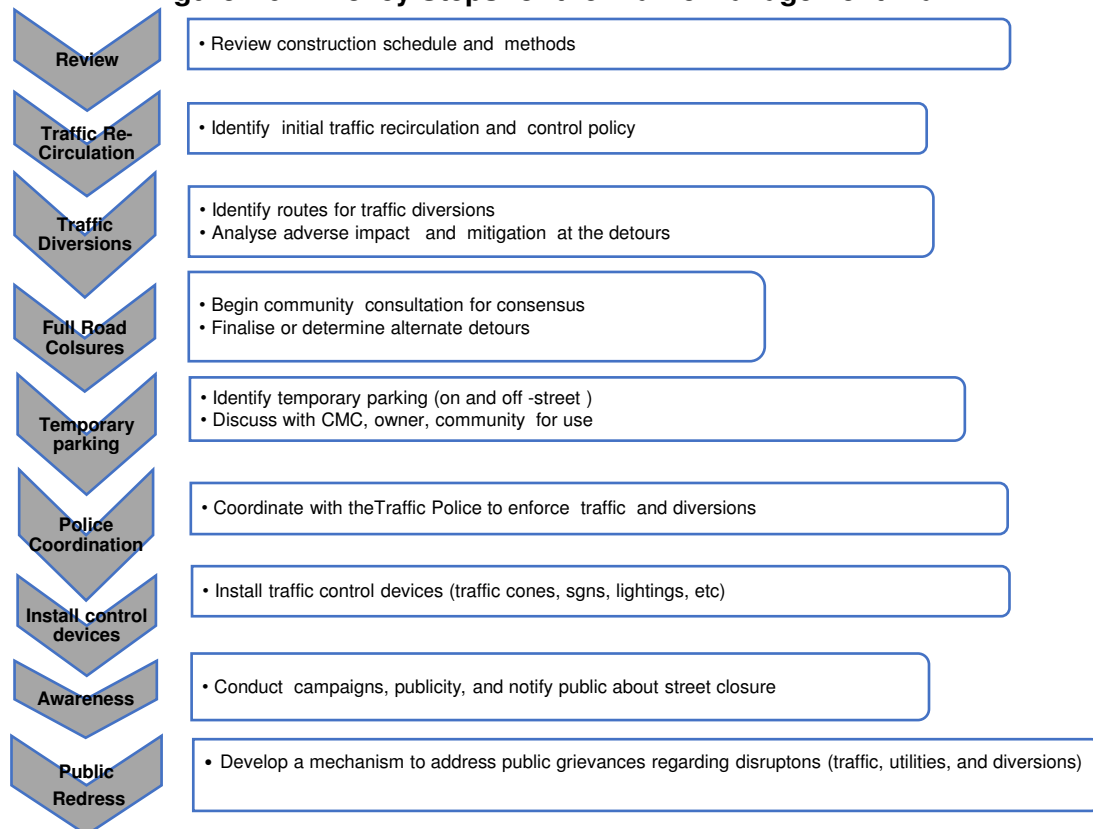 Review
• Review construction schedule and methods
Traffic Re-
Circulation
• Identify initial traffic recirculation and control policy
Traffic
Diversions
• Identify routes for traffic diversions
• Analyse adverse impact and mitigation at the detours
Full Road
Colsures
• Begin community consultation for consensus
• Finalise or determine alternate detours
Temporary
parking
• Identify temporary parking (on and off -street )
• Discuss with CMC, owner, community for use
Police
Coordination
• Coordinate with theTraffic Police to enforce traffic and diversions
Install control
devices
• Install traffic control devices (traffic cones, sgns, lightings, etc)
Awareness
• Conduct campaigns, publicity, and notify public about street closure
Public
Redress
• Develop a mechanism to address public grievances regarding disruptons (traffic, utilities, and diversions)